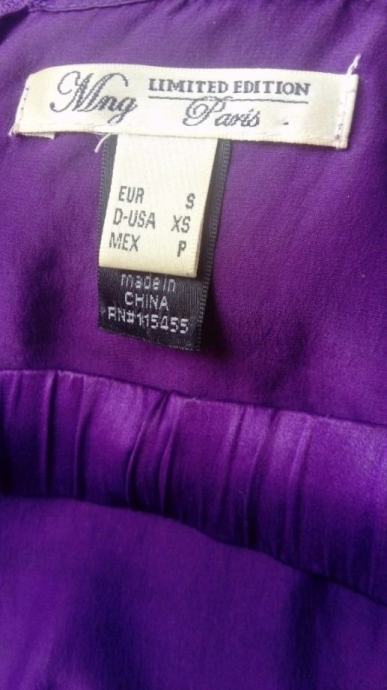 Mng LIMITED EDITION
Paris
EUR S
D-USA XS
MEX P
made in
CHINA
RN#115455